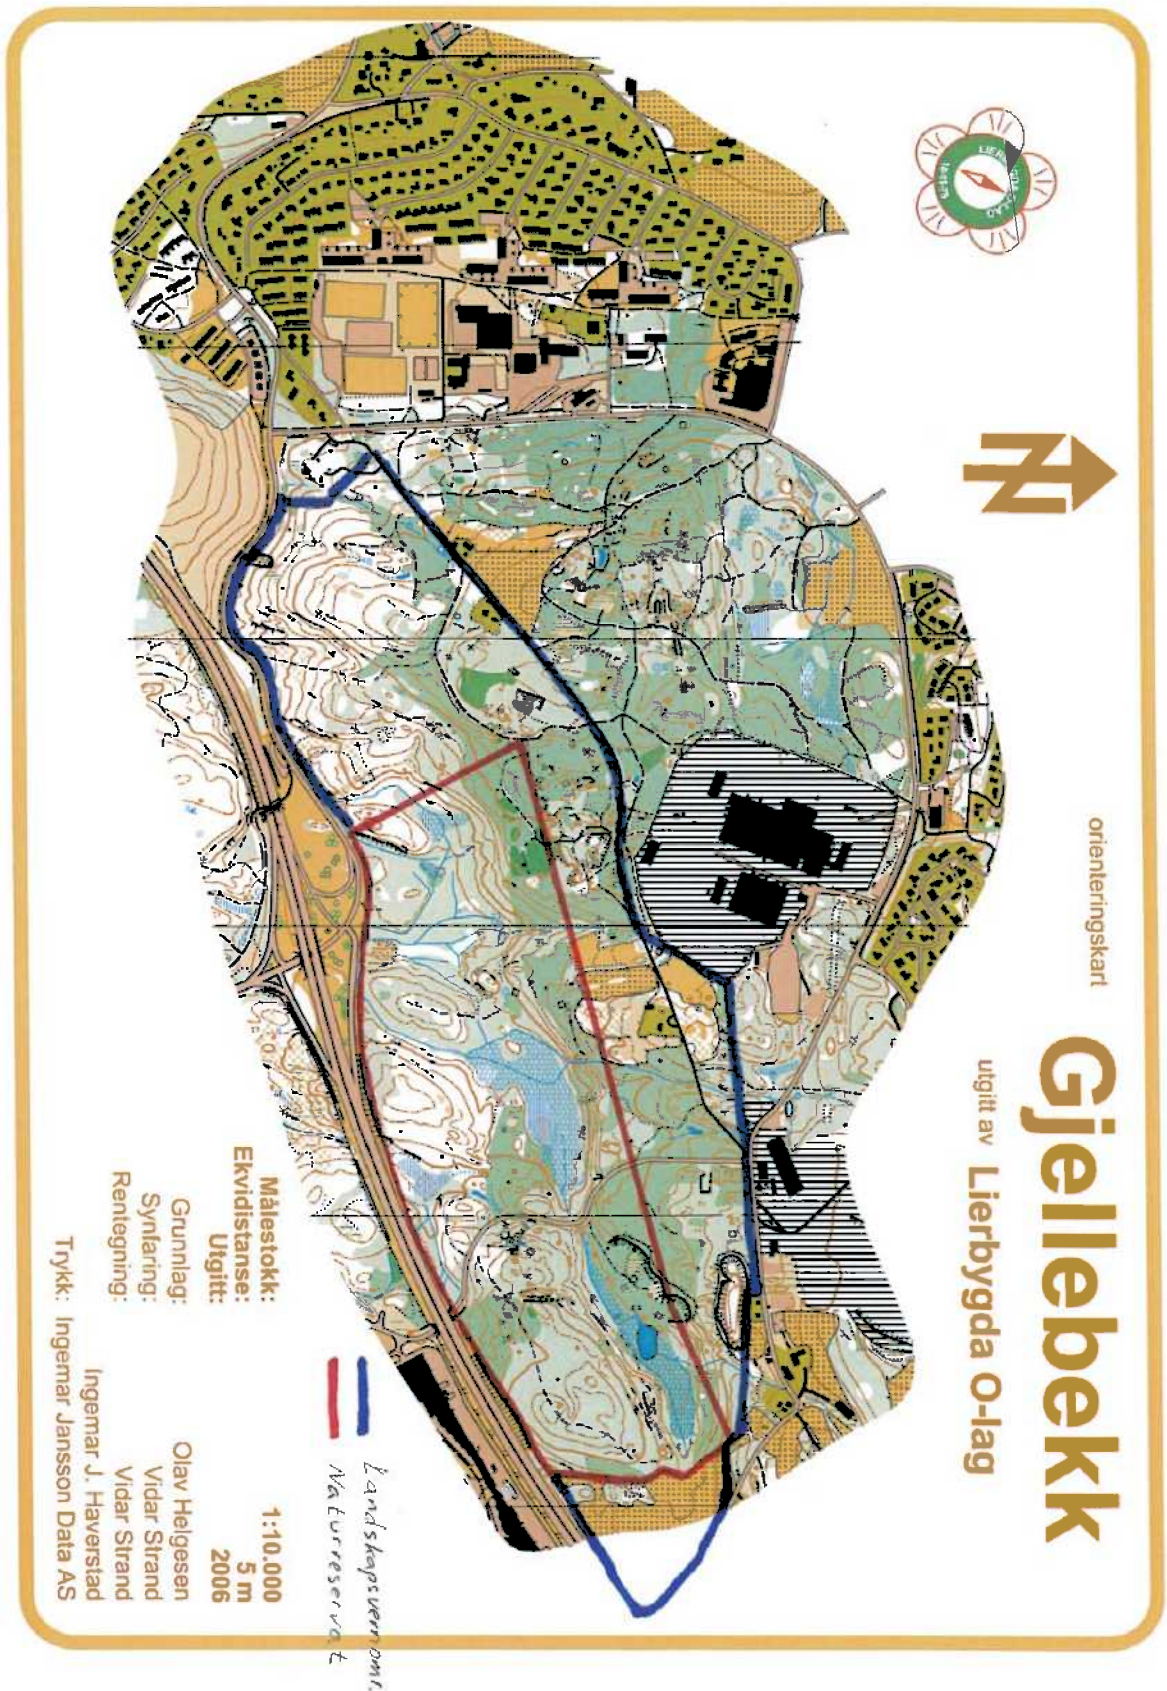 orienteringskart
Gjellebekk
utgitt av Lierbygda O-lag
N
Målestokk: 1:10.000
Ekvidistanse: 5 m
Utgitt: 2006
Grunnlag: Olav Helgesen
Synfaring: Vidar Strand
Rentegning: Vidar Strand
Ingemar J. Haverstad
Trykk: Ingemar Jansson Data AS
Landskapsvernomr.
Naturreservat